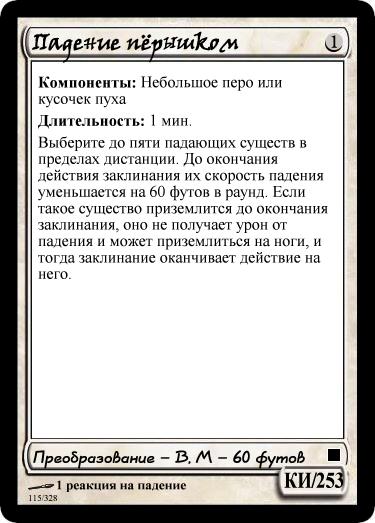 Падение пёрышком 1
Компоненты: Небольшое перо или
кусочек пуха
Длительность: 1 мин.
Выберите до пяти падающих существ в
пределах дистанции. До окончания
действия заклинания их скорость падения
уменьшается на 60 футов в раунд. Если
такое существо приземлится до окончания
заклинания, оно не получает урон от
падения и может приземлиться на ноги, и
тогда заклинание оканчивает действие на
него.
Преобразование – В, М – 60 футов
1 реакция на падение
КИ/253
115/328